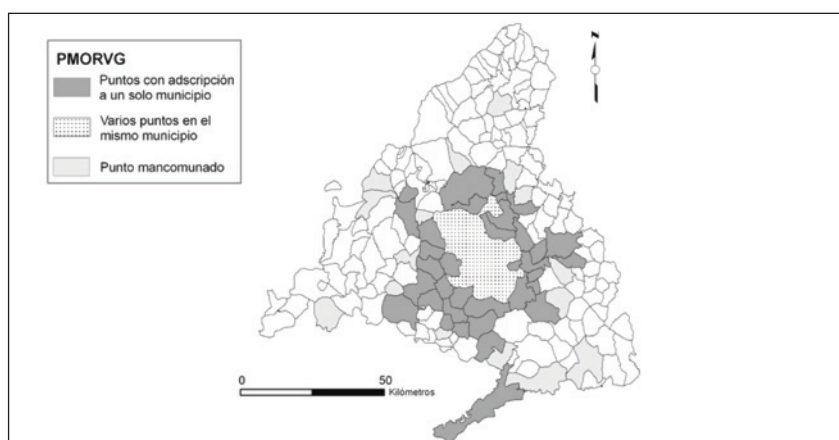 PMORVG
Puntos con adscripción
a un solo municipio
Varios puntos en el
mismo municipio
Punto mancomunado
N
0
50
Kilómetros